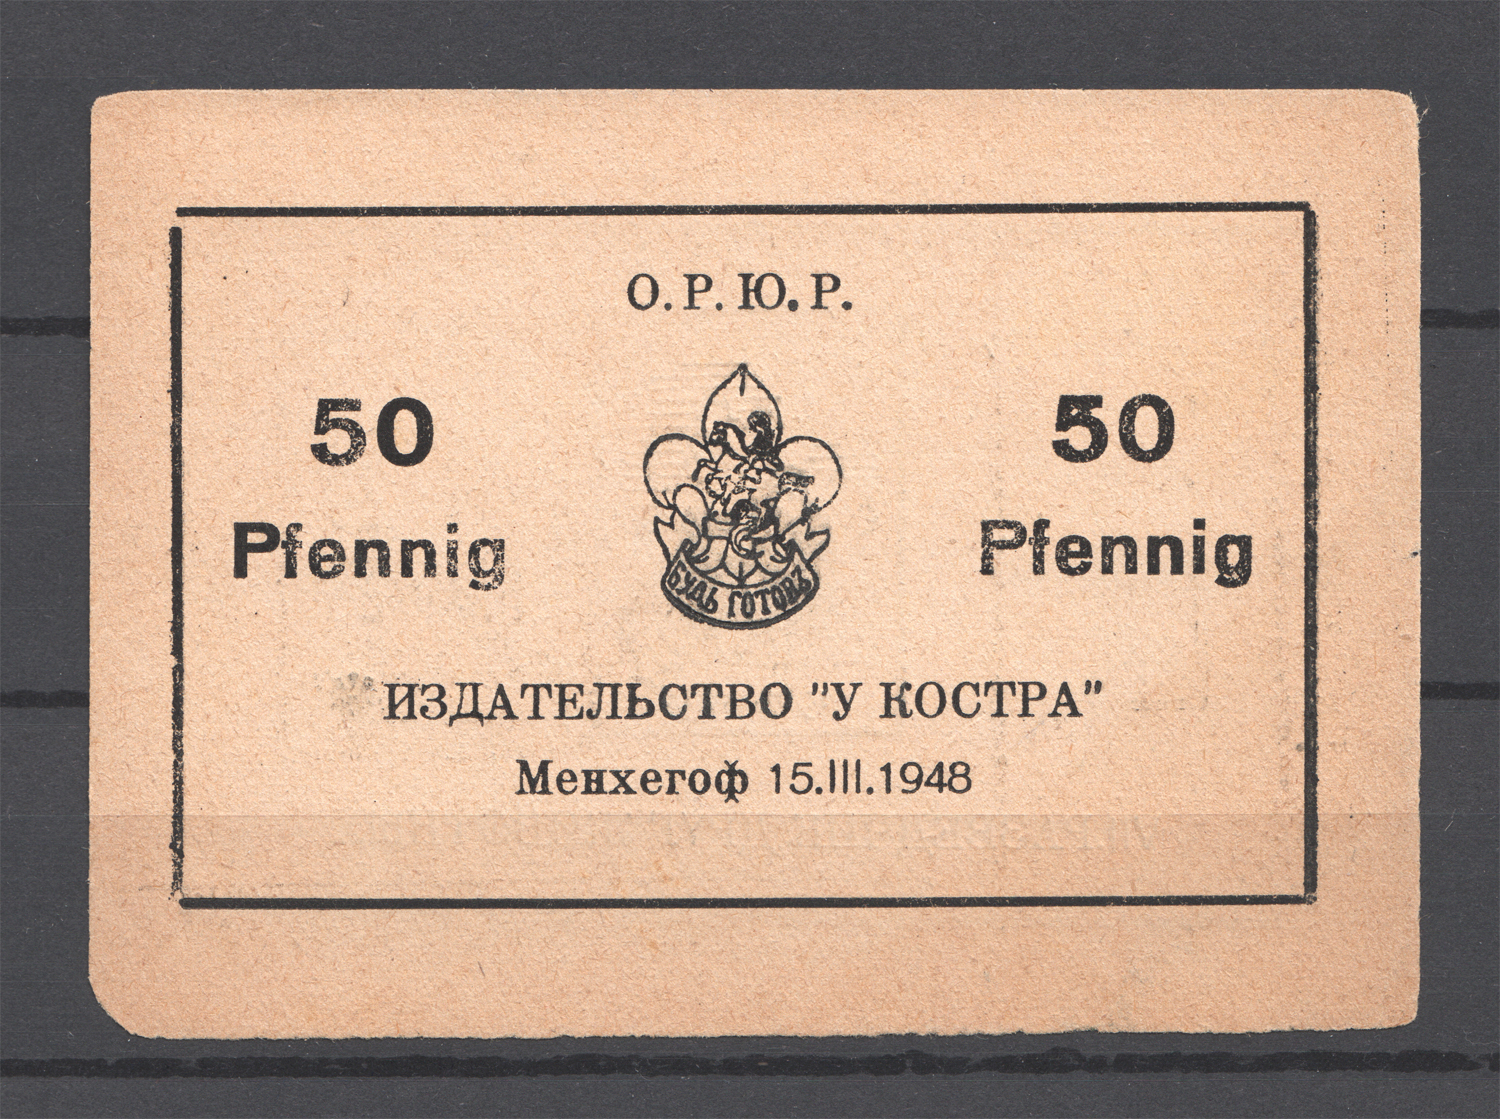 О.Р.Ю.Р.
50 50
Pfennig Pfennig
БУДЬ ГОТОВЪ
ИЗДАТЕЛЬСТВО "У КОСТРА"
Менхегоф 15.III.1948